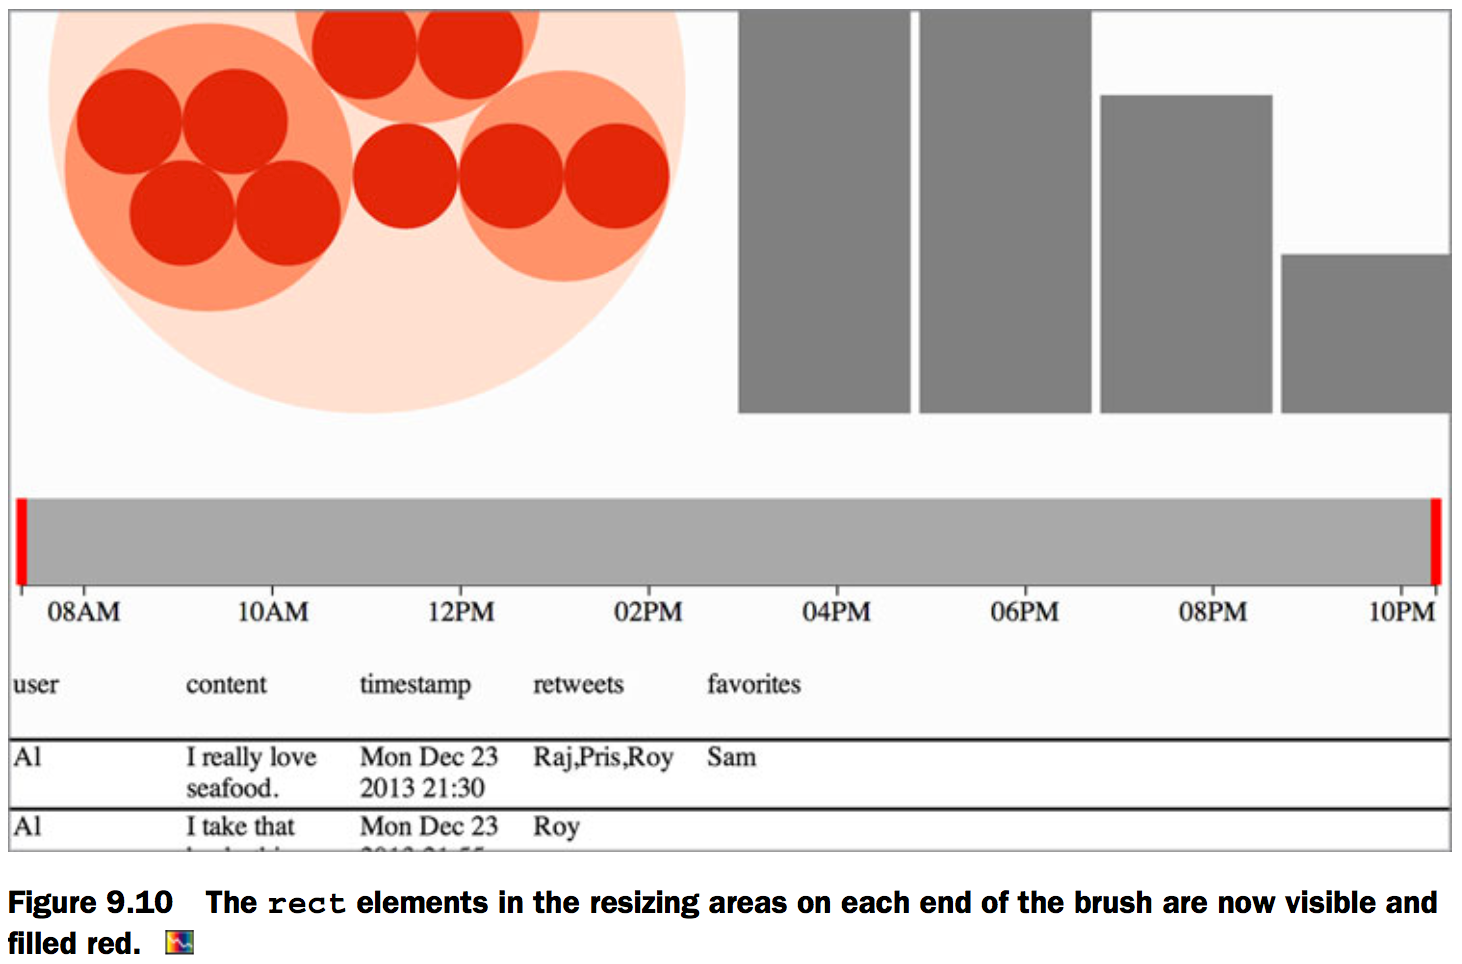 08AM 10AM 12PM 02PM 04PM 06PM 08PM 10PM
user content timestamp retweets favorites
Al I really love Mon Dec 23 Raj,Pris,Roy Sam
seafood. 2013 21:30
Al I take that Mon Dec 23 Roy
Figure 9.10 The rect elements in the resizing areas on each end of the brush are now visible and
filled red.